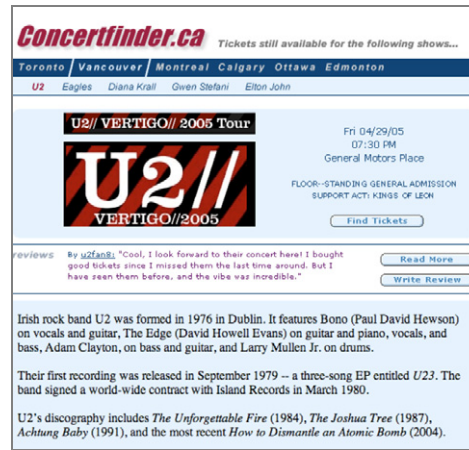 Concertfinder.ca Tickets still available for the following shows...
Toronto Vancouver Montreal Calgary Ottawa Edmonton
U2 Eagles Diana Krall Gwen Stefani Elton John
U2// VERTIGO// 2005 Tour
U2//
VERTIGO//2005
Fri 04/29/05
07:30 PM
General Motors Place
FLOOR--STANDING GENERAL ADMISSION
SUPPORT ACT: KINGS OF LEON
Find Tickets
reviews
By u2fan8: "Cool, I look forward to their concert here! I bought
good tickets since I missed them the last time around. But I
have seen them before, and the vibe was incredible."
Read More
Write Review
Irish rock band U2 was formed in 1976 in Dublin. It features Bono (Paul David Hewson)
on vocals and guitar, The Edge (David Howell Evans) on guitar and piano, vocals, and
bass, Adam Clayton, on bass and guitar, and Larry Mullen Jr. on drums.
Their first recording was released in September 1979 -- a three-song EP entitled U23. The
band signed a world-wide contract with Island Records in March 1980.
U2's discography includes The Unforgettable Fire (1984), The Joshua Tree (1987),
Achtung Baby (1991), and the most recent How to Dismantle an Atomic Bomb (2004).